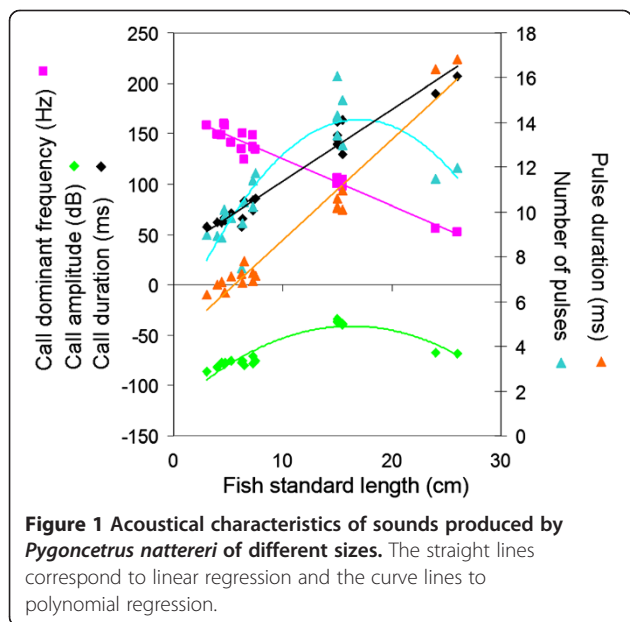 Call dominant frequency (Hz)
Call amplitude (dB)
Call duration (ms)
250
200
150
100
50
0
-50
-100
-150
18
16
14
12
10
8
6
4
2
0
Number of pulses
Pulse duration (ms)
0
10
20
30
Fish standard length (cm)
Figure 1 Acoustical characteristics of sounds produced by
Pygoncetrus nattereri of different sizes. The straight lines
correspond to linear regression and the curve lines to
polynomial regression.